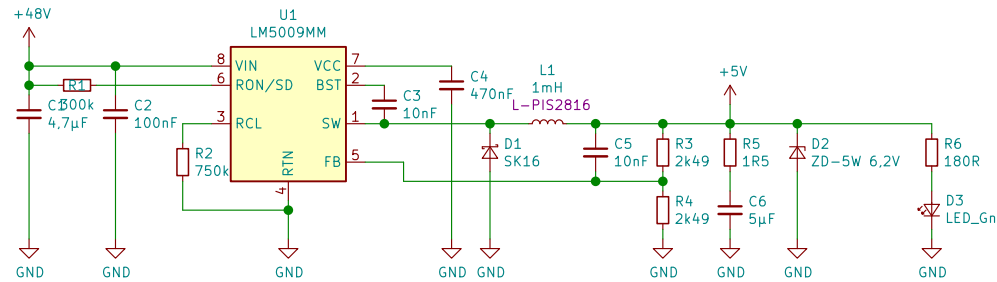 +48V
U1
LM5009MM
8
VIN
6
RON/SD
3
RCL
RTN
4
VCC
7
BST
2
SW
1
FB
5
R1
300k
C1
4,7µF
C2
100nF
R2
750k
C3
10nF
C4
470nF
L1
1mH
L-PIS2816
D1
SK16
C5
10nF
R3
2k49
R4
2k49
+5V
R5
1R5
C6
5µF
D2
ZD-5W 6,2V
R6
180R
D3
LED_Gn
GND
GND
GND
GND
GND
GND
GND
GND
GND